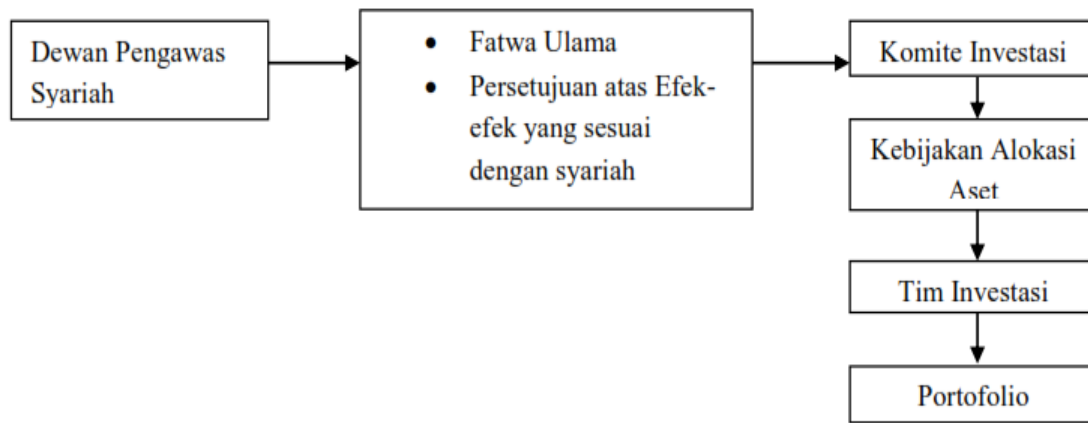 Dewan Pengawas
Syariah
• Fatwa Ulama
• Persetujuan atas Efek-
efek yang sesuai
dengan syariah
Komite Investasi
Kebijakan Alokasi
Aset
Tim Investasi
Portofolio